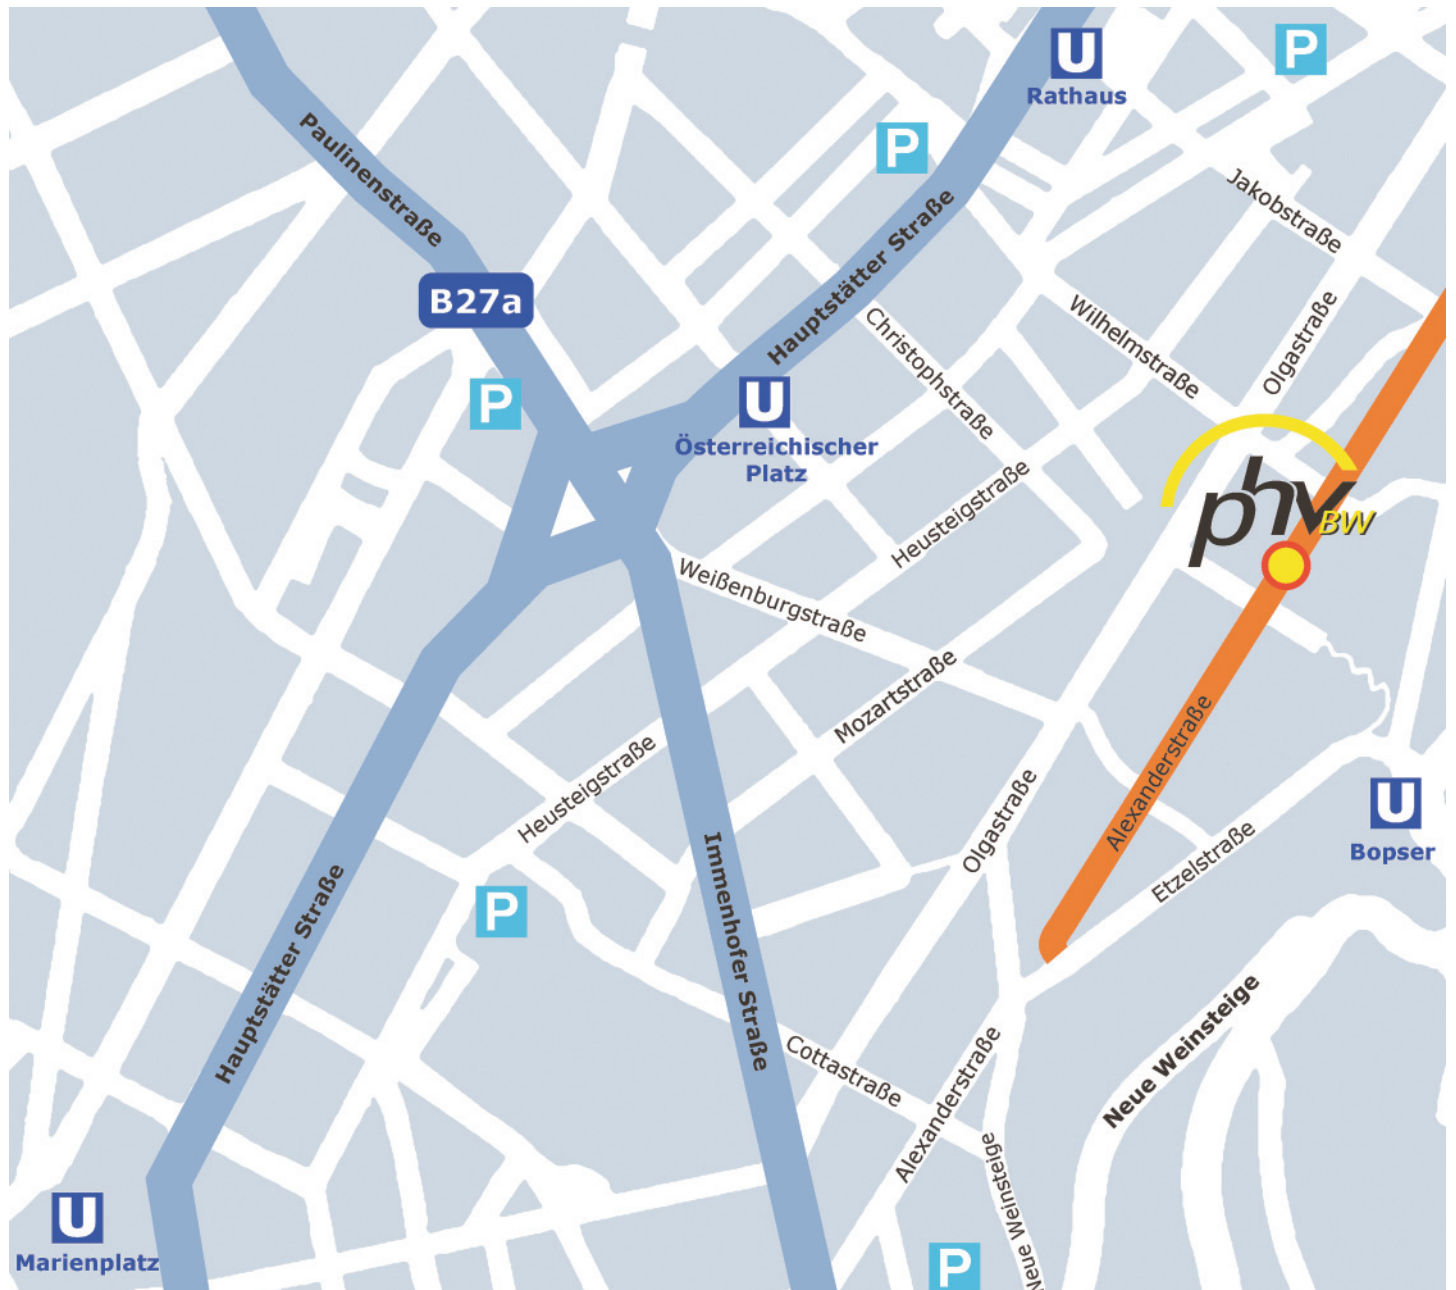 U
Rathaus
P
P
Paulinenstraße
Jakobstraße
Hauptstätter Straße
B27a
Wilhelmstraße
Olgastraße
Christophstraße
P
U
Österreichischer
Platz
phv
BW
Heusteigstraße
Weißenburgstraße
Mozartstraße
Alexanderstraße
Heusteigstraße
Olgastraße
U
Bopser
Etzelstraße
Immenhofer Straße
P
Hauptstätter Straße
Neue Weinsteige
Cottastraße
Alexanderstraße
Neue Weinsteige
U
Marienplatz
P